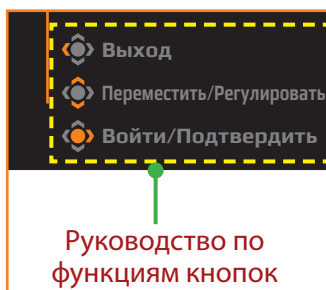 Выход
Переместить/Регулировать
Войти/Подтвердить
Руководство по
функциям кнопок